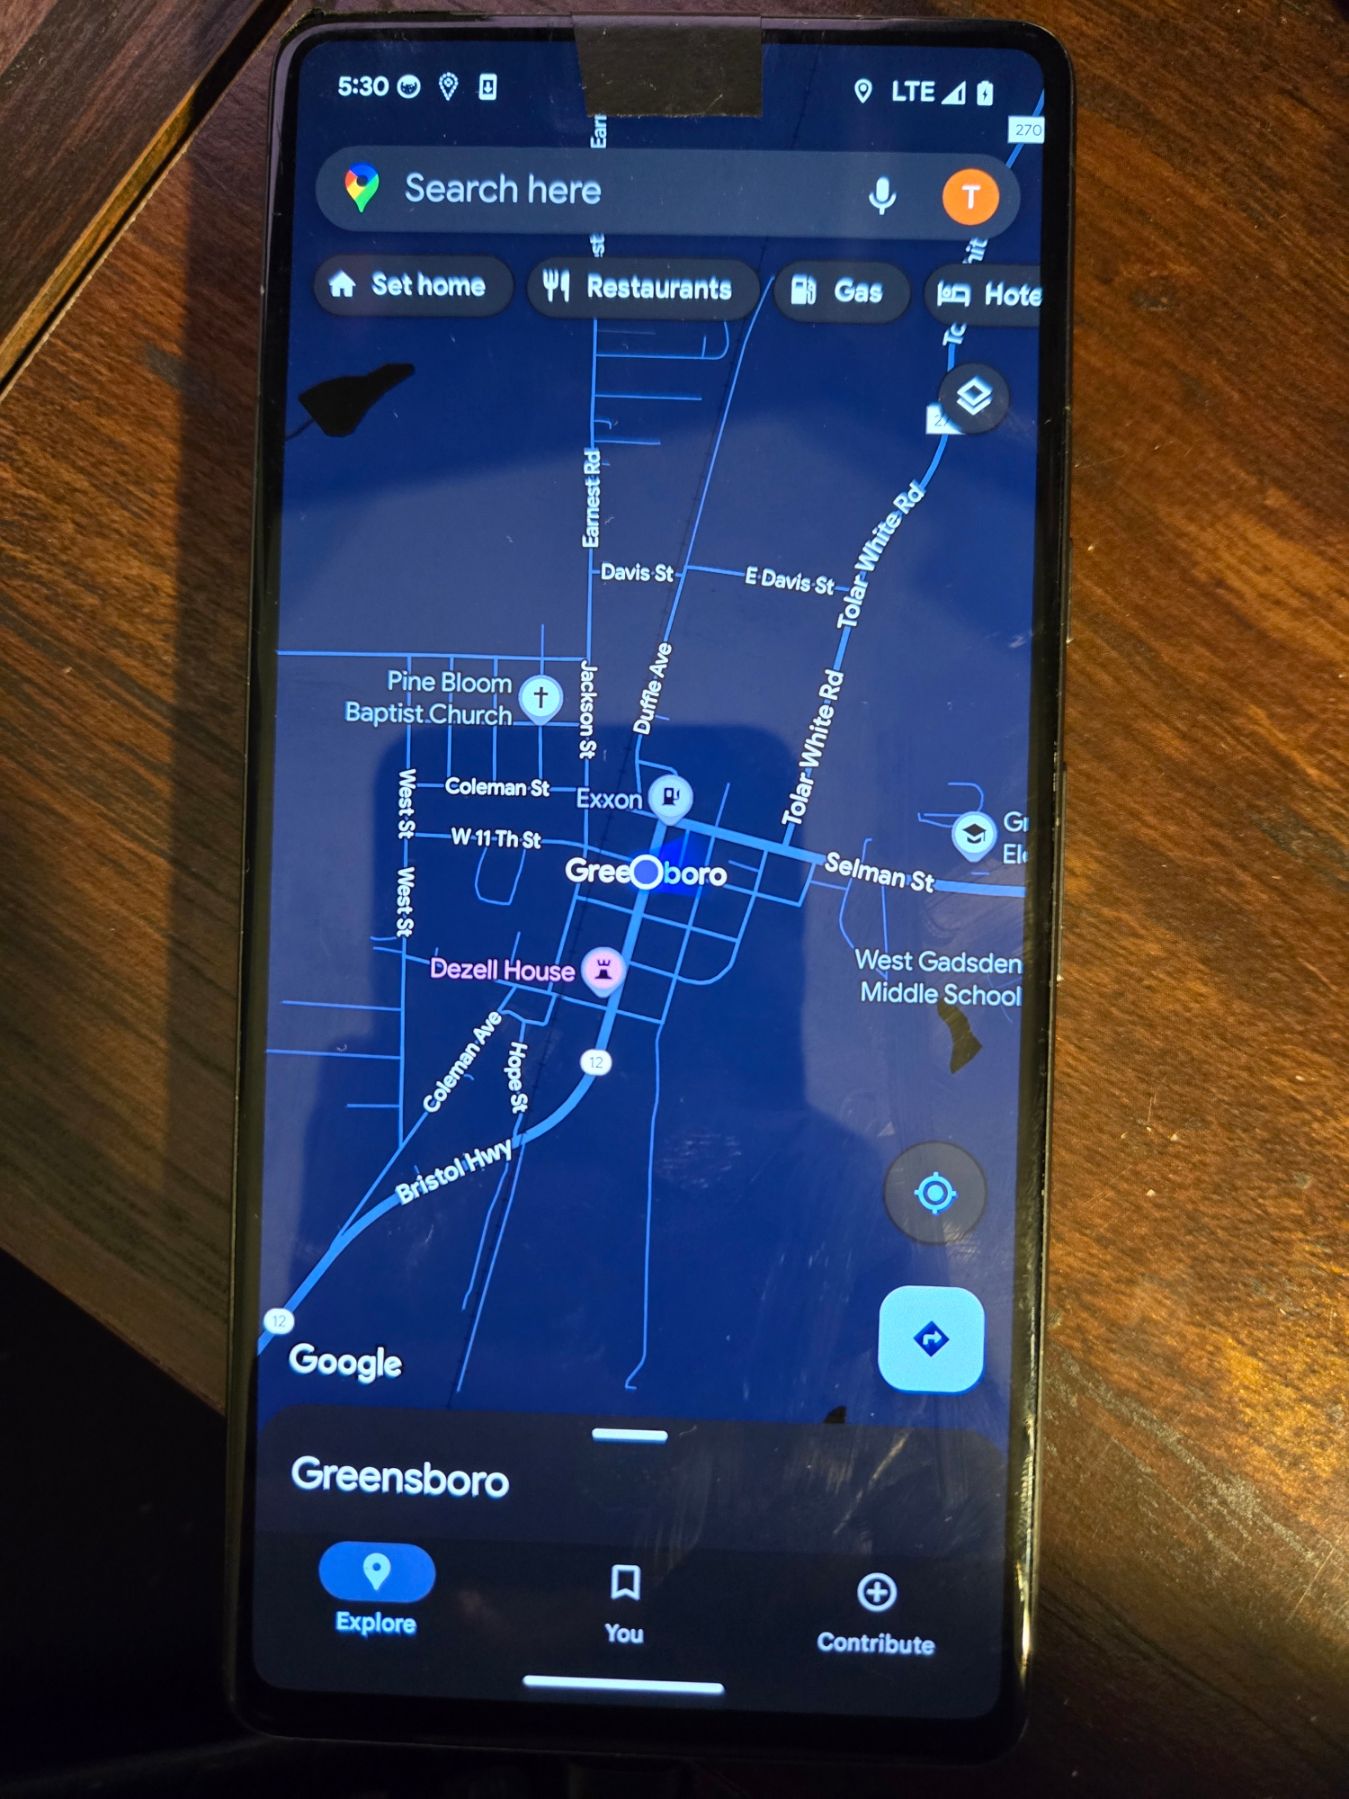 5:30
LTE
270
Search here
T
Set home
Restaurants
Gas
Hote
Earnest Rd
Davis St
E Davis St
Tolar White Rd
Pine Bloom
Baptist Church
Jackson St
Duffie Ave
Tolar White Rd
Coleman St
Exxon
West St
W 11 Th St
Gree boro
Selman St
West St
Dezell House
West Gadsden
Middle School
Coleman Ave
Hope St
12
Bristol Hwy
12
Google
Greensboro
Explore
You
Contribute